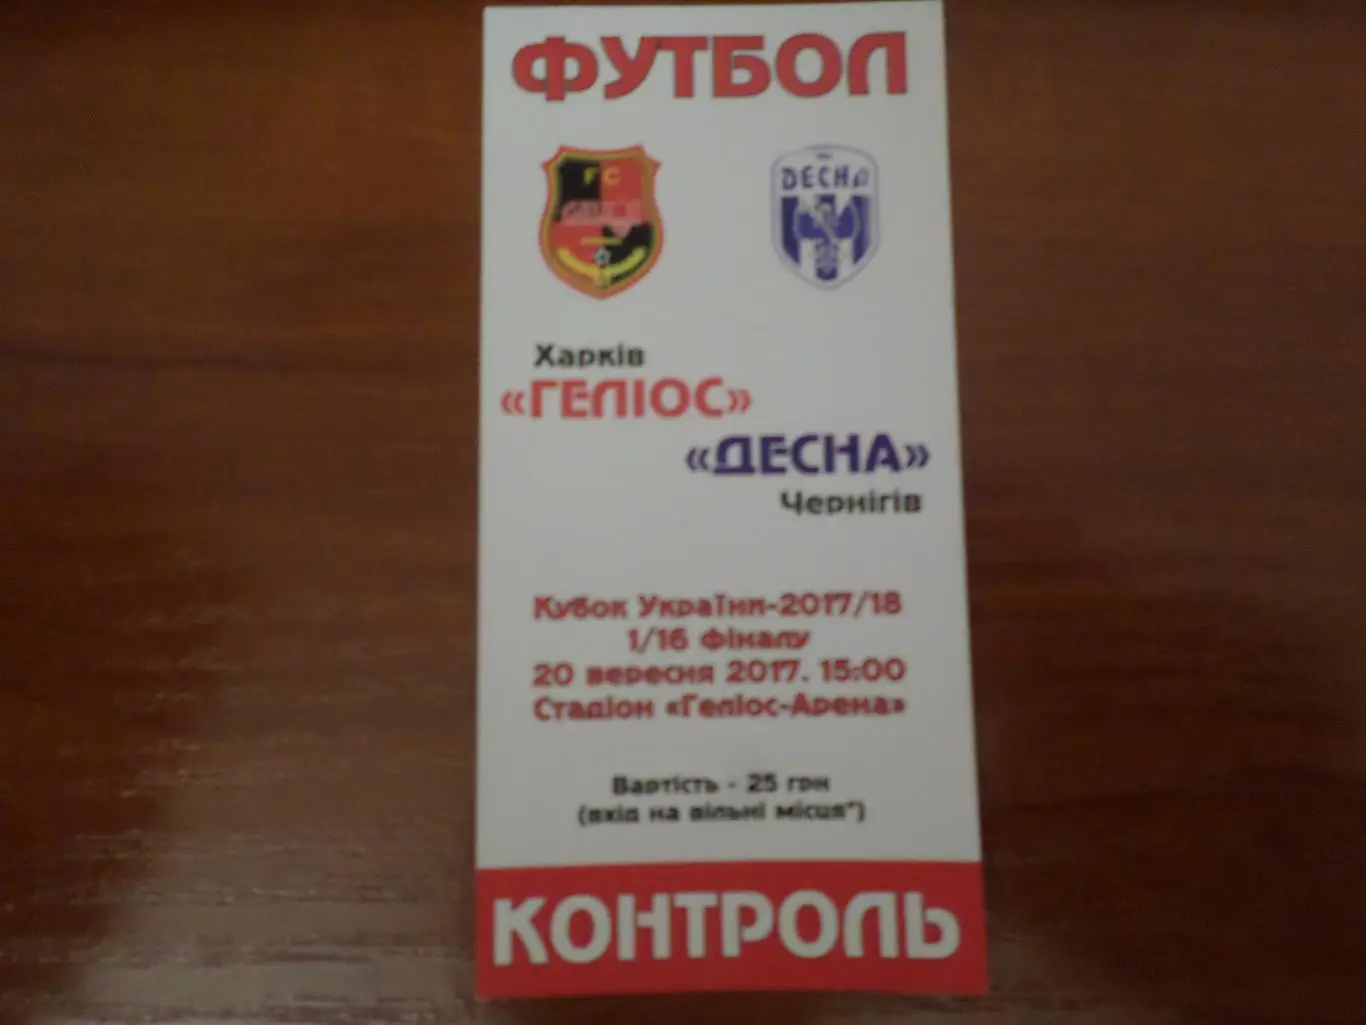 ФУТБОЛ
FC
ДЕСНА
Харків
«ГЕЛІОС»
«ДЕСНА»
Чернігів
Кубок України-2017/18
1/16 фіналу
20 вересня 2017. 15:00
Стадіон «Геліос-Арена»
Вартість - 25 грн
(вхід на вільні місця*)
КОНТРОЛЬ